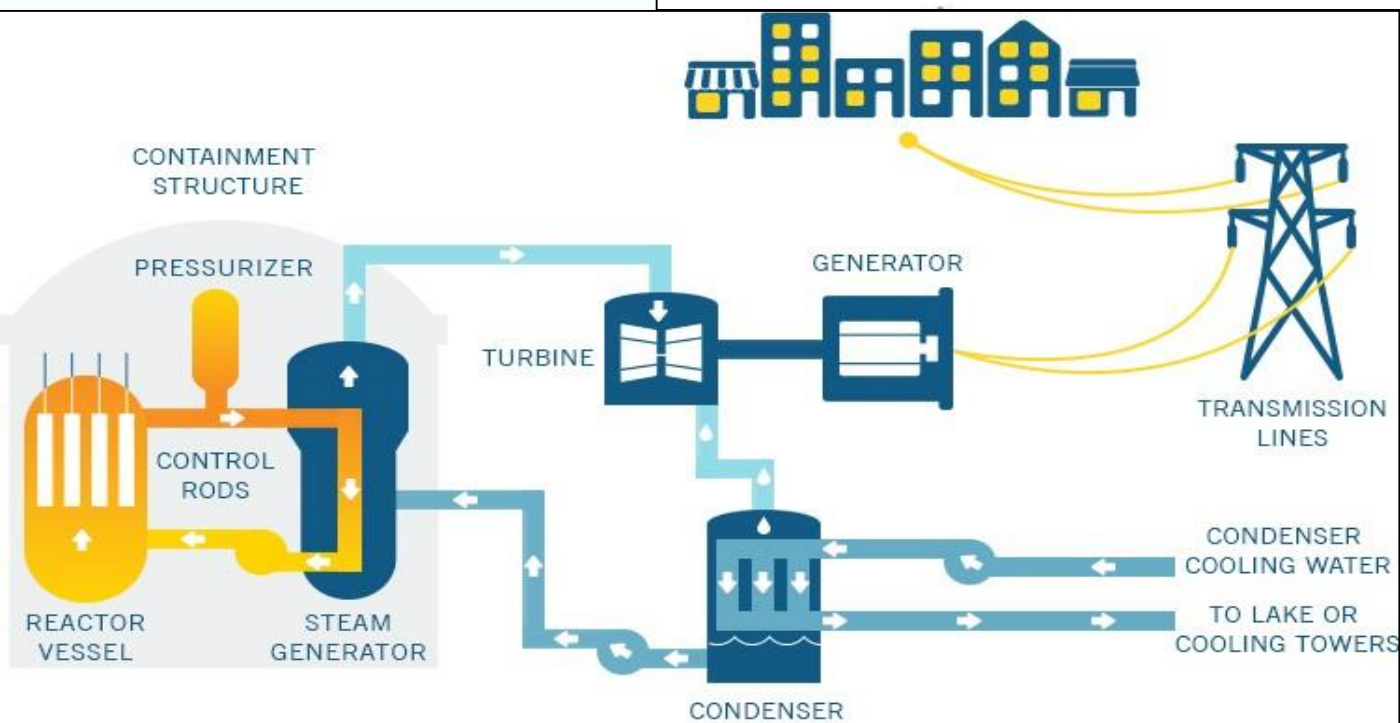 CONTAINMENT
STRUCTURE
PRESSURIZER
GENERATOR
TURBINE
TRANSMISSION
LINES
CONTROL
RODS
CONDENSER
COOLING WATER
REACTOR
VESSEL
STEAM
GENERATOR
TO LAKE OR
COOLING TOWERS
CONDENSER